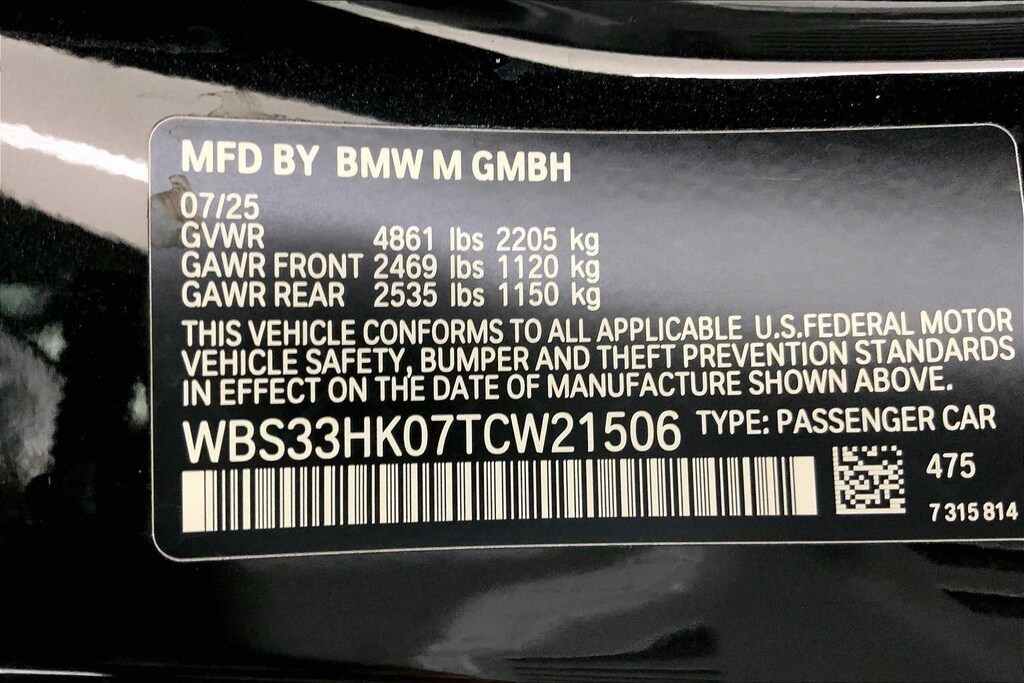 MFD BY BMW M GMBH
07/25
GVWR 4861 lbs 2205 kg
GAWR FRONT 2469 lbs 1120 kg
GAWR REAR 2535 lbs 1150 kg
THIS VEHICLE CONFORMS TO ALL APPLICABLE U.S.FEDERAL MOTOR
VEHICLE SAFETY, BUMPER AND THEFT PREVENTION STANDARDS
IN EFFECT ON THE DATE OF MANUFACTURE SHOWN ABOVE.
WBS33HK07TCW21506 TYPE: PASSENGER CAR
475
7 315 814